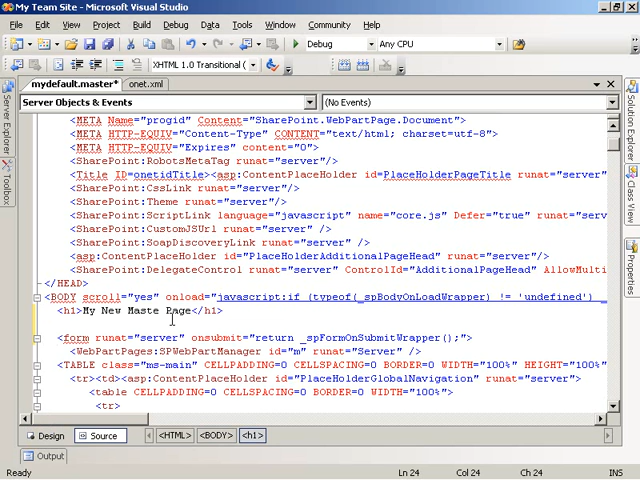 My Team Site - Microsoft Visual Studio
File Edit View Project Build Debug Data Tools Window Community Help
Debug Any CPU
XHTML 1.0 Transitional (
mydefault.master* onet.xml
Server Objects & Events (No Events)
Server Explorer
Toolbox
Solution Explorer
Class View
Properties
<META Name="progid" Content="SharePoint.WebPartPage.Document">
<META HTTP-EQUIV="Content-Type" CONTENT="text/html; charset=utf-8">
<META HTTP-EQUIV="Expires" content="0">
<SharePoint:RobotsMetaTag runat="server"/>
<Title ID=onetidTitle><asp:ContentPlaceHolder id=PlaceHolderPageTitle runat="server"
<SharePoint:CssLink runat="server"/>
<SharePoint:Theme runat="server"/>
<SharePoint:ScriptLink language="javascript" name="core.js" Defer="true" runat="server"
<SharePoint:CustomJSUrl runat="server"/>
<SharePoint:SoapDiscoveryLink runat="server"/>
<asp:ContentPlaceHolder id="PlaceHolderAdditionalPageHead" runat="server"/>
<SharePoint:DelegateControl runat="server" ControlId="AdditionalPageHead" AllowMulti
</HEAD>
<BODY scroll="yes" onload="javascript:if (typeof(_spBodyOnLoadWrapper) != 'undefined') _
<h1>My New Maste Page</h1>
<form runat="server" onsubmit="return _spFormOnSubmitWrapper();">
<WebPartPages:SPWebPartManager id="m" runat="Server" />
<TABLE class="ms-main" CELLPADDING=0 CELLSPACING=0 BORDER=0 WIDTH="100%" HEIGHT="100%"
<tr><td><asp:ContentPlaceHolder id="PlaceHolderGlobalNavigation" runat="server">
<table CELLPADDING=0 CELLSPACING=0 BORDER=0 WIDTH="100%">
<tr>
Design Source <HTML> <BODY> <h1>
Output
Ready Ln 24 Col 24 Ch 24